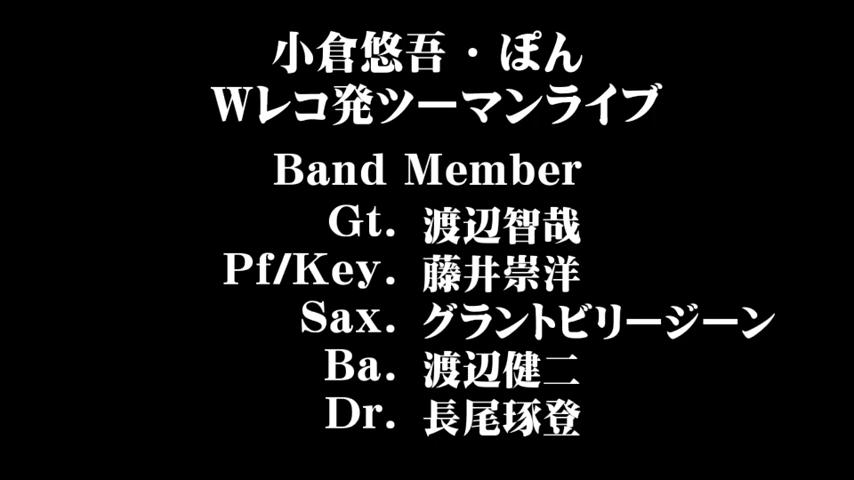 小倉悠吾・ぽん
Wレコ発ツーマンライブ
Band Member
Gt. 渡辺智哉
Pf/Key. 藤井崇洋
Sax. グラントビリージーン
Ba. 渡辺健二
Dr. 長尾琢登